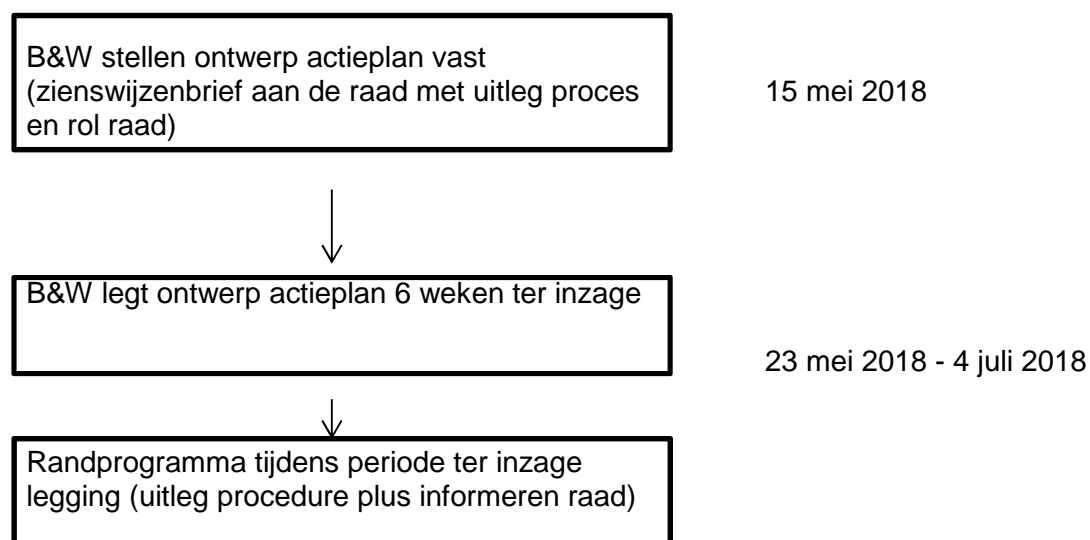 B&W stellen ontwerp actieplan vast
(zienswijzenbrief aan de raad met uitleg proces
en rol raad)
15 mei 2018
B&W legt ontwerp actieplan 6 weken ter inzage
23 mei 2018 - 4 juli 2018
Randprogramma tijdens periode ter inzage
legging (uitleg procedure plus informeren raad)